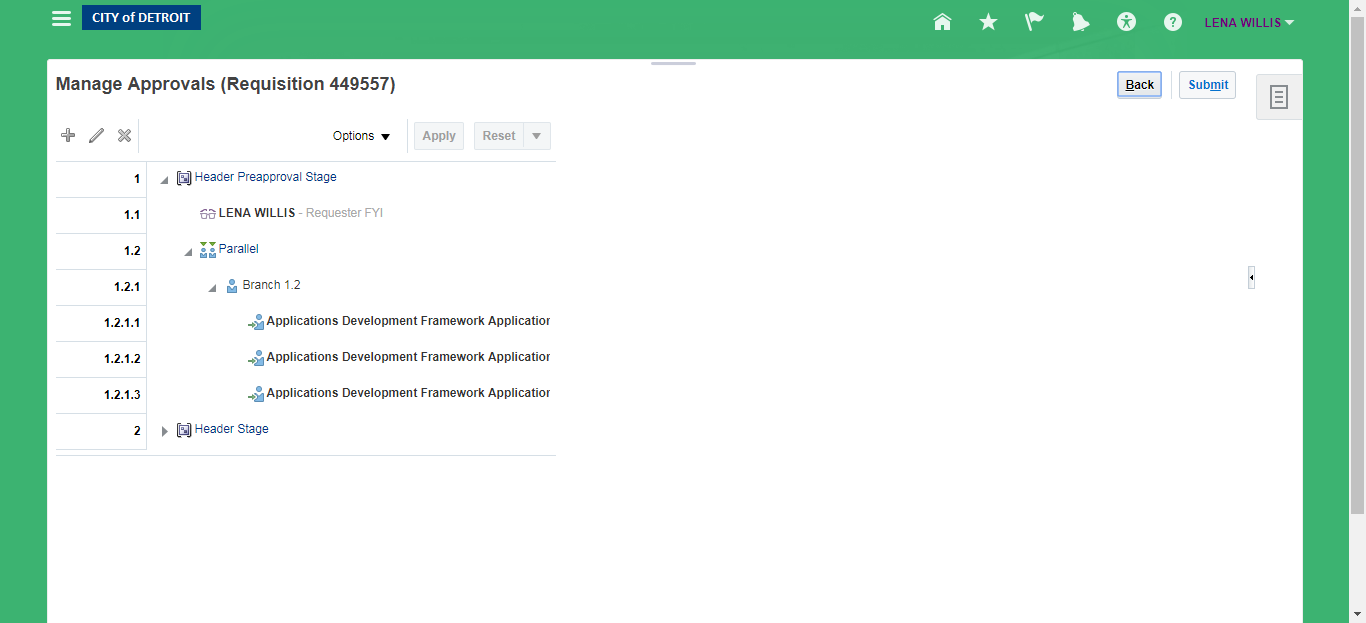 CITY of DETROIT
LENA WILLIS
Manage Approvals (Requisition 449557)
Back
Submit
Options
Apply
Reset
1 Header Preapproval Stage
1.1 LENA WILLIS - Requester FYI
1.2 Parallel
1.2.1 Branch 1.2
1.2.1.1 Applications Development Framework Application
1.2.1.2 Applications Development Framework Application
1.2.1.3 Applications Development Framework Application
2 Header Stage